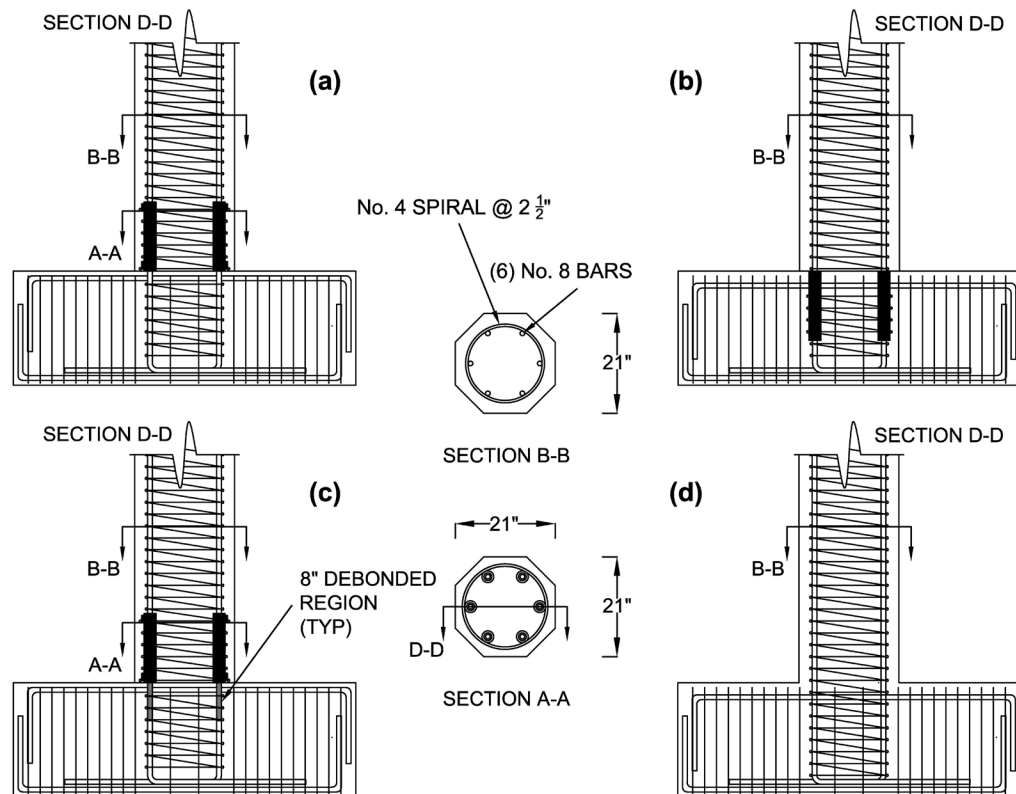 SECTION D-D
(a)
B-B
A-A
SECTION D-D
(b)
B-B
No. 4 SPIRAL @ 2 1/2"
(6) No. 8 BARS
21"
SECTION B-B
SECTION D-D
(c)
B-B
A-A
8" DEBONDED
REGION
(TYP)
21"
21"
D-D
SECTION A-A
SECTION D-D
(d)
B-B